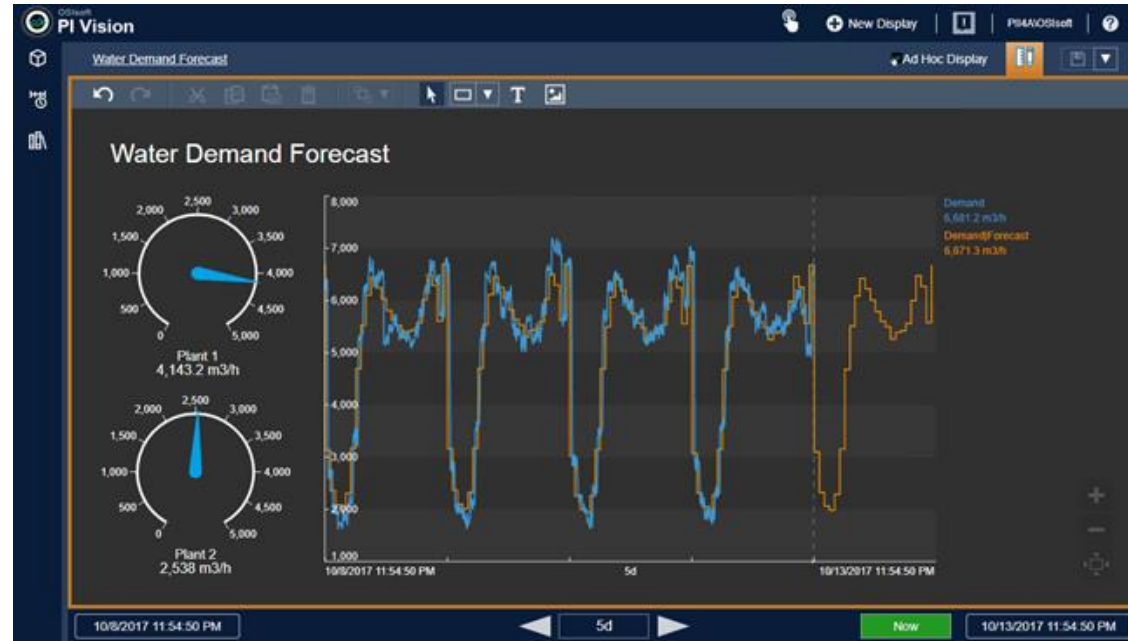 OSIsoft
PI Vision
New Display
PI4A\OSIsoft
Water Demand Forecast
Ad Hoc Display
T
Water Demand Forecast
0
500
1,000
1,500
2,000
2,500
3,000
3,500
4,000
4,500
5,000
Plant 1
4,143.2 m3/h
0
500
1,000
1,500
2,000
2,500
3,000
3,500
4,000
4,500
5,000
Plant 2
2,538 m3/h
8,000
7,000
6,000
5,000
4,000
3,000
2,000
1,000
10/8/2017 11:54:50 PM
5d
10/13/2017 11:54:50 PM
Demand
6,681.2 m3/h
Demand|Forecast
6,671.3 m3/h
10/8/2017 11:54:50 PM
5d
Now
10/13/2017 11:54:50 PM